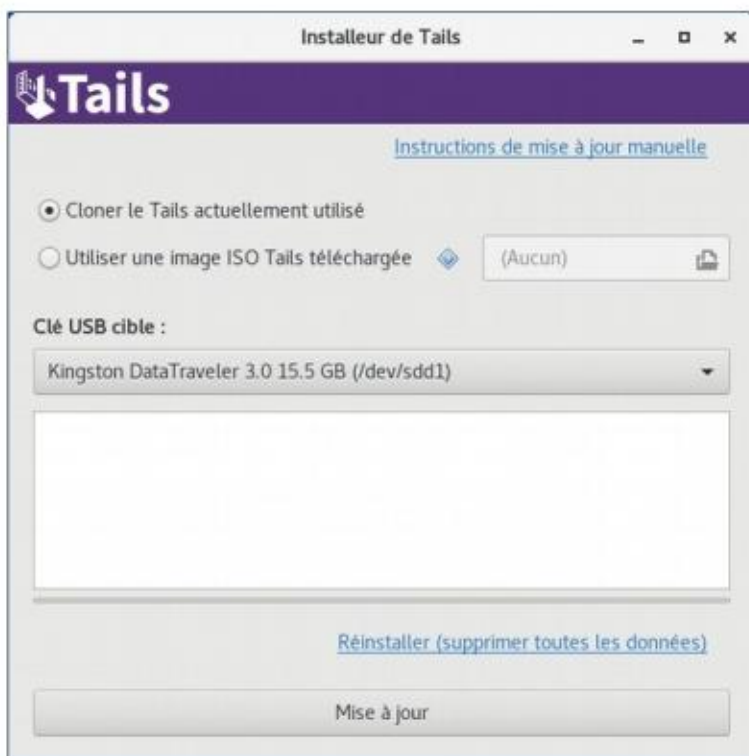 Installeur de Tails
Tails
Instructions de mise à jour manuelle
Cloner le Tails actuellement utilisé
Utiliser une image ISO Tails téléchargée (Aucun)
Clé USB cible :
Kingston DataTraveler 3.0 15.5 GB (/dev/sdd1)
Réinstaller (supprimer toutes les données)
Mise à jour